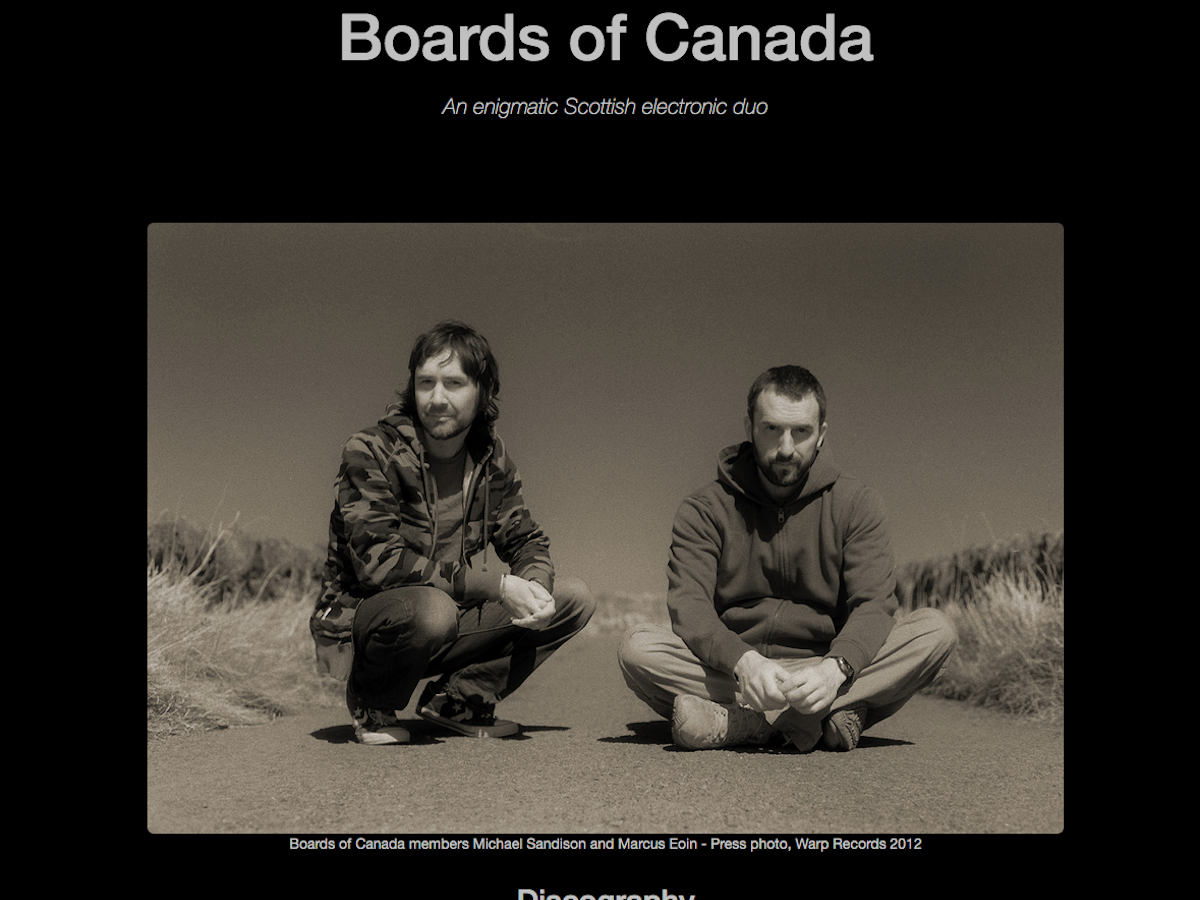 Boards of Canada
An enigmatic Scottish electronic duo
Boards of Canada members Michael Sandison and Marcus Eoin - Press photo, Warp Records 2012
Discography